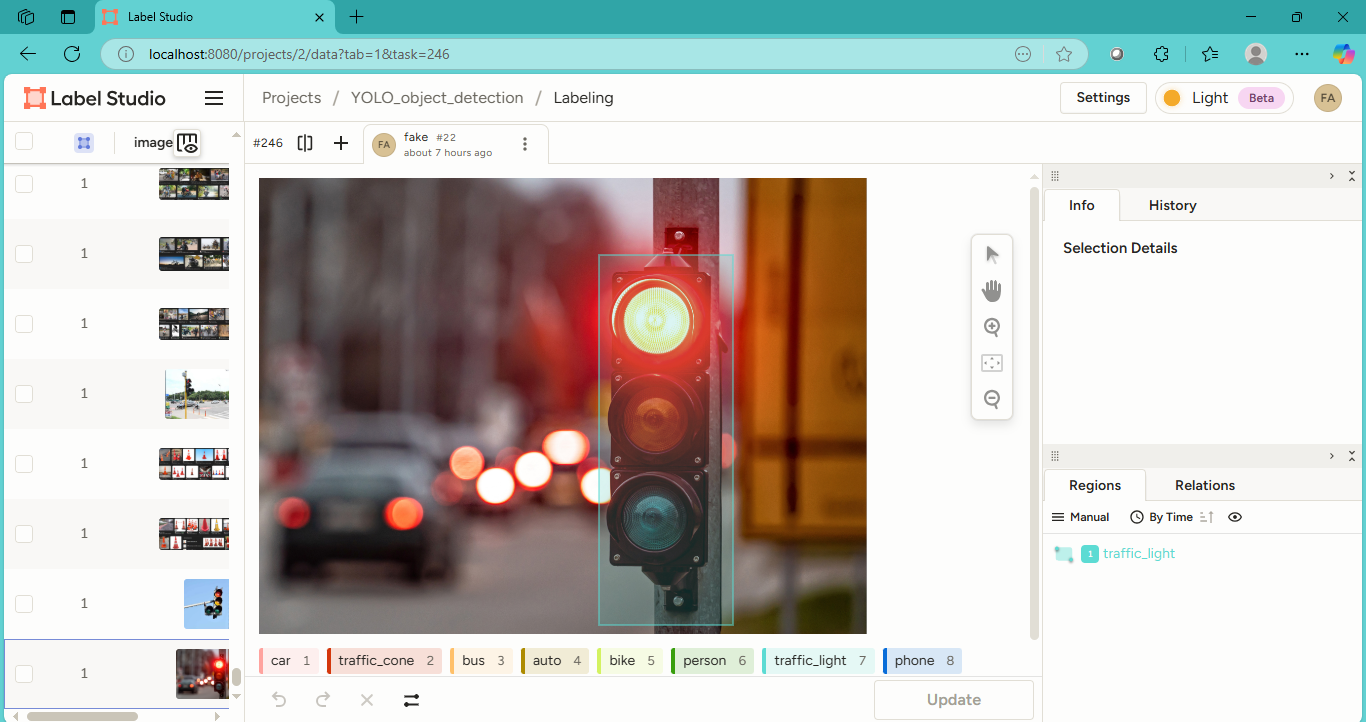 Label Studio
localhost:8080/projects/2/data?tab=1&task=246
Label Studio
Projects / YOLO_object_detection / Labeling
Settings
Light Beta
FA
image
#246
FA
fake #22
about 7 hours ago
1
1
1
1
1
1
1
1
Info
History
Selection Details
Regions
Relations
Manual
By Time
1 traffic_light
car 1
traffic_cone 2
bus 3
auto 4
bike 5
person 6
traffic_light 7
phone 8
Update